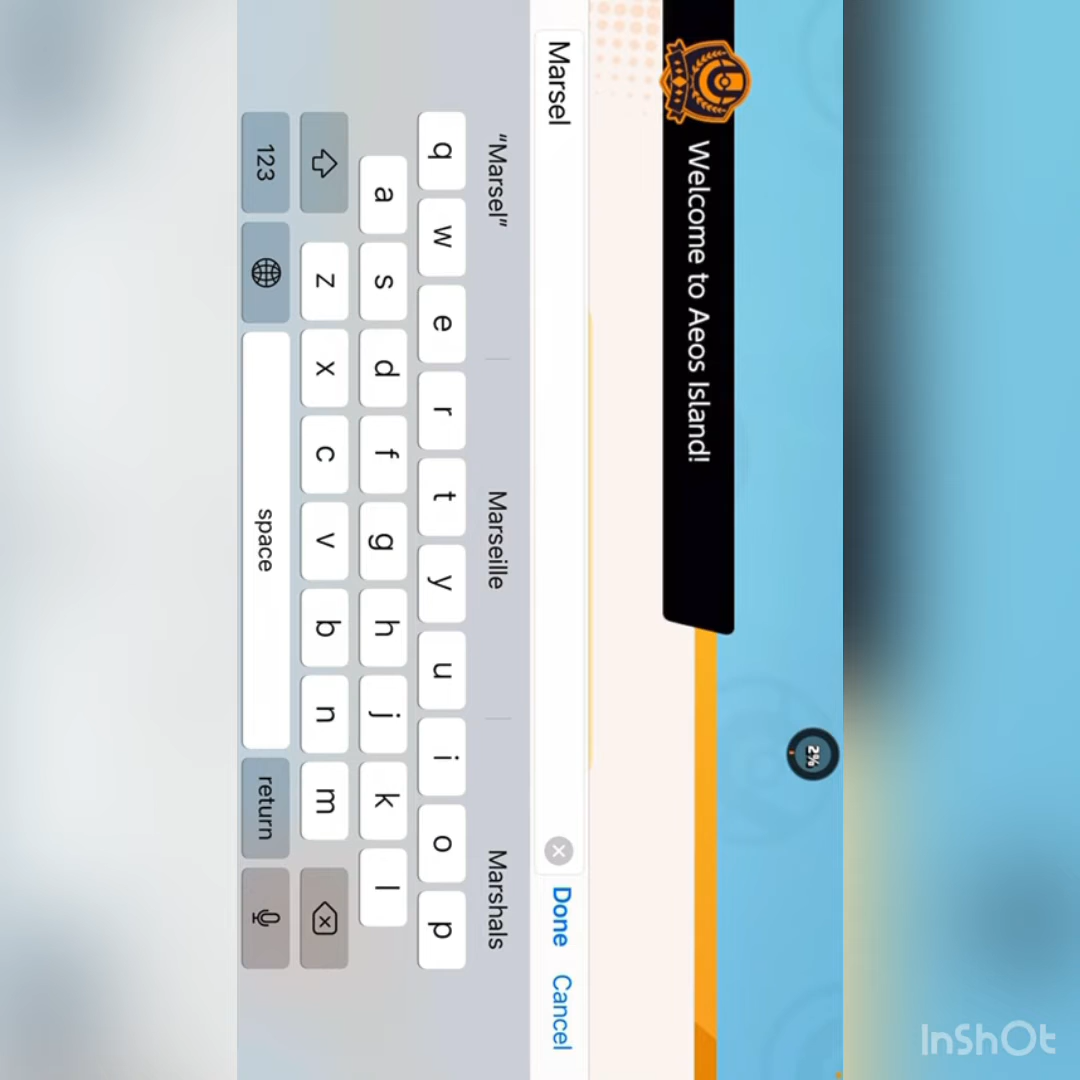 2%
Welcome to Aeos Island!
Marsel
Done
Cancel
“Marsel”
Marseille
Marshals
q w e r t y u i o p
a s d f g h j k l
z x c v b n m
123
space
return
InShOt